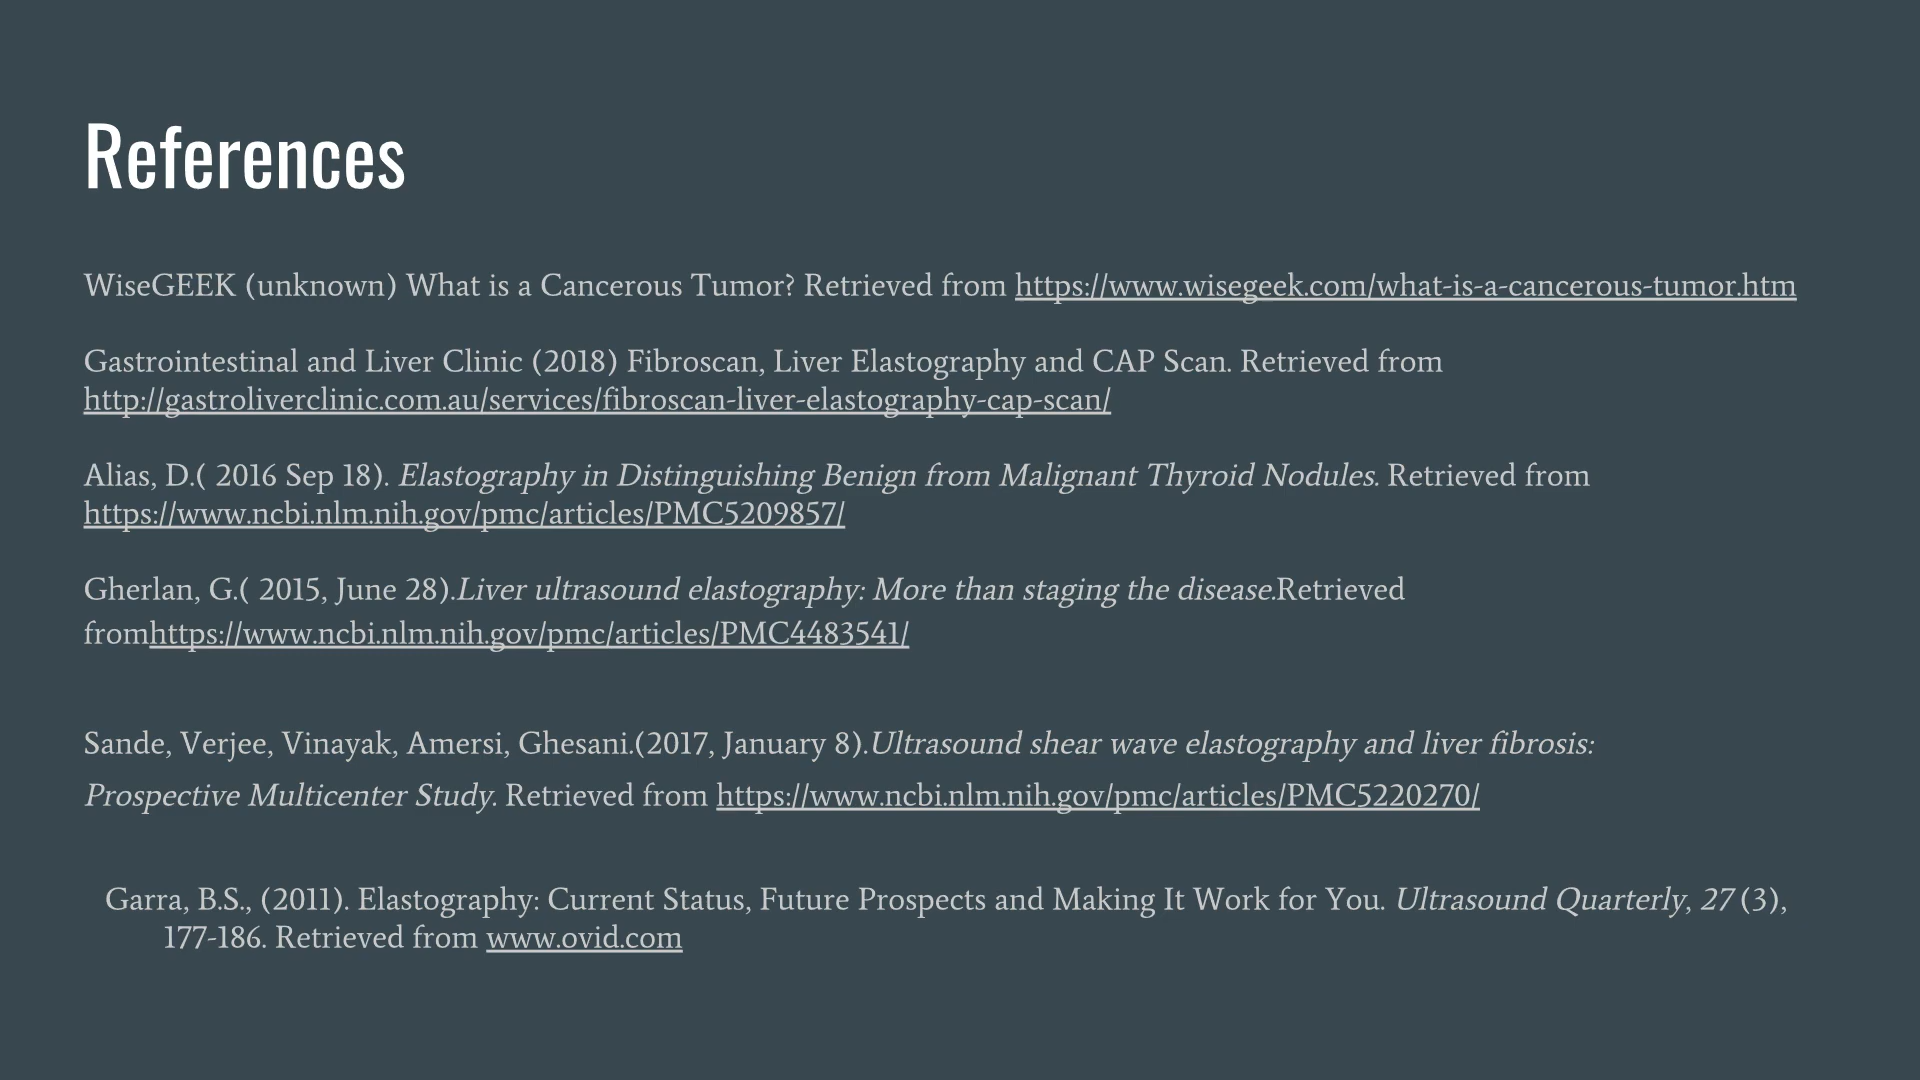 References
WiseGEEK (unknown) What is a Cancerous Tumor? Retrieved from https://www.wisegeek.com/what-is-a-cancerous-tumor.htm
Gastrointestinal and Liver Clinic (2018) Fibroscan, Liver Elastography and CAP Scan. Retrieved from
http://gastroliverclinic.com.au/services/fibroscan-liver-elastography-cap-scan/
Alias, D.( 2016 Sep 18). Elastography in Distinguishing Benign from Malignant Thyroid Nodules. Retrieved from
https://www.ncbi.nlm.nih.gov/pmc/articles/PMC5209857/
Gherlan, G.( 2015, June 28).Liver ultrasound elastography: More than staging the disease.Retrieved
fromhttps://www.ncbi.nlm.nih.gov/pmc/articles/PMC4483541/
Sande, Verjee, Vinayak, Amersi, Ghesani.(2017, January 8).Ultrasound shear wave elastography and liver fibrosis:
Prospective Multicenter Study. Retrieved from https://www.ncbi.nlm.nih.gov/pmc/articles/PMC5220270/
Garra, B.S., (2011). Elastography: Current Status, Future Prospects and Making It Work for You. Ultrasound Quarterly, 27 (3),
177-186. Retrieved from www.ovid.com